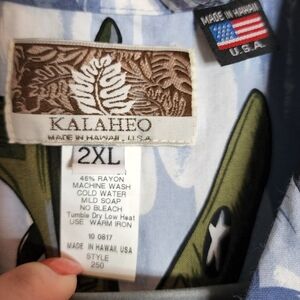 MADE IN HAWAII
U.S.A.
KALAHEO
MADE IN HAWAII, U.S.A.
2XL
46% RAYON
MACHINE WASH
COLD WATER
MILD SOAP
NO BLEACH
Tumble Dry Low Heat
USE WARM IRON
10 0817
MADE IN HAWAII, USA
STYLE
250